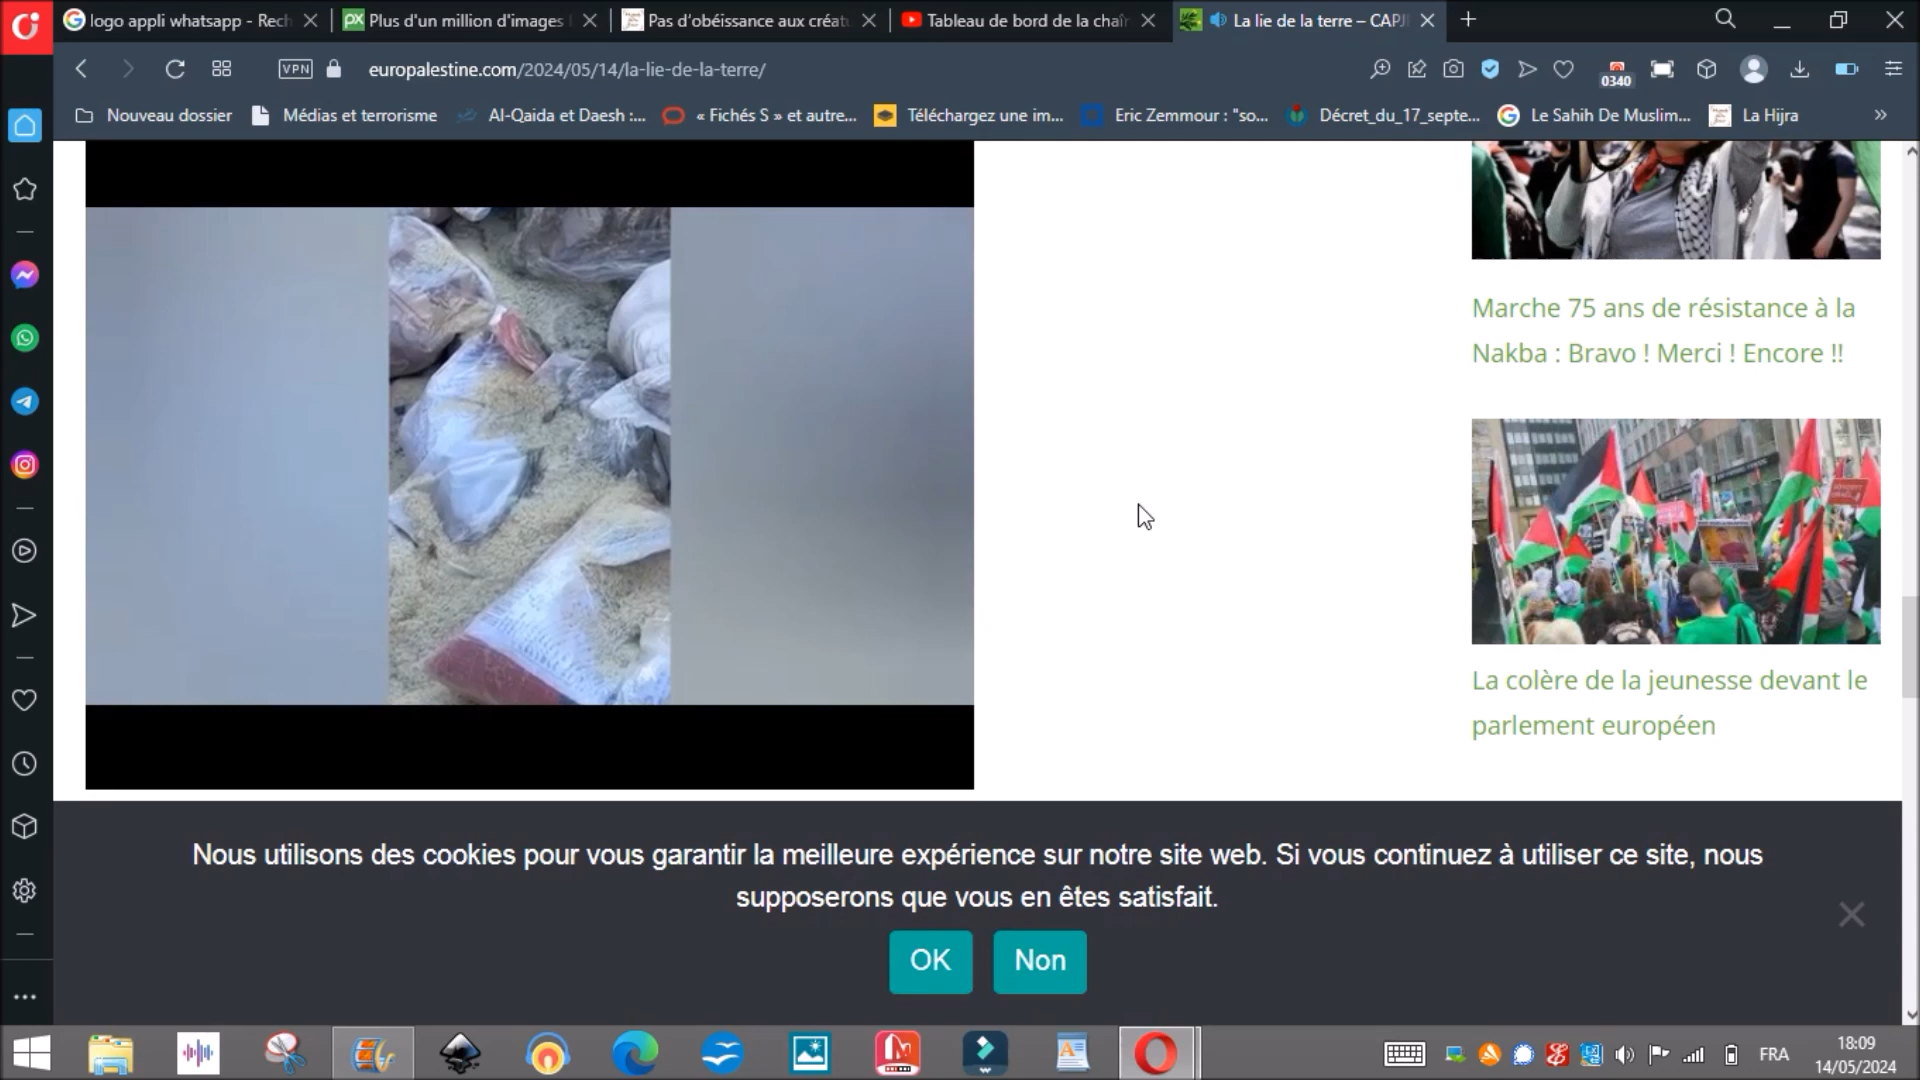 logo appli whatsapp - Rech
Plus d'un million d'images
Pas d'obéissance aux créat
Tableau de bord de la chaîn
La lie de la terre – CAPJ
VPN
europalestine.com/2024/05/14/la-lie-de-la-terre/
0340
Nouveau dossier
Médias et terrorisme
Al-Qaida et Daesh :...
« Fichés S » et autre...
Téléchargez une im...
Eric Zemmour : "so...
Décret_du_17_septe...
Le Sahih De Muslim...
La Hijra
Marche 75 ans de résistance à la
Nakba : Bravo ! Merci ! Encore !!
La colère de la jeunesse devant le
parlement européen
Nous utilisons des cookies pour vous garantir la meilleure expérience sur notre site web. Si vous continuez à utiliser ce site, nous
supposerons que vous en êtes satisfait.
OK
Non
FRA
18:09
14/05/2024